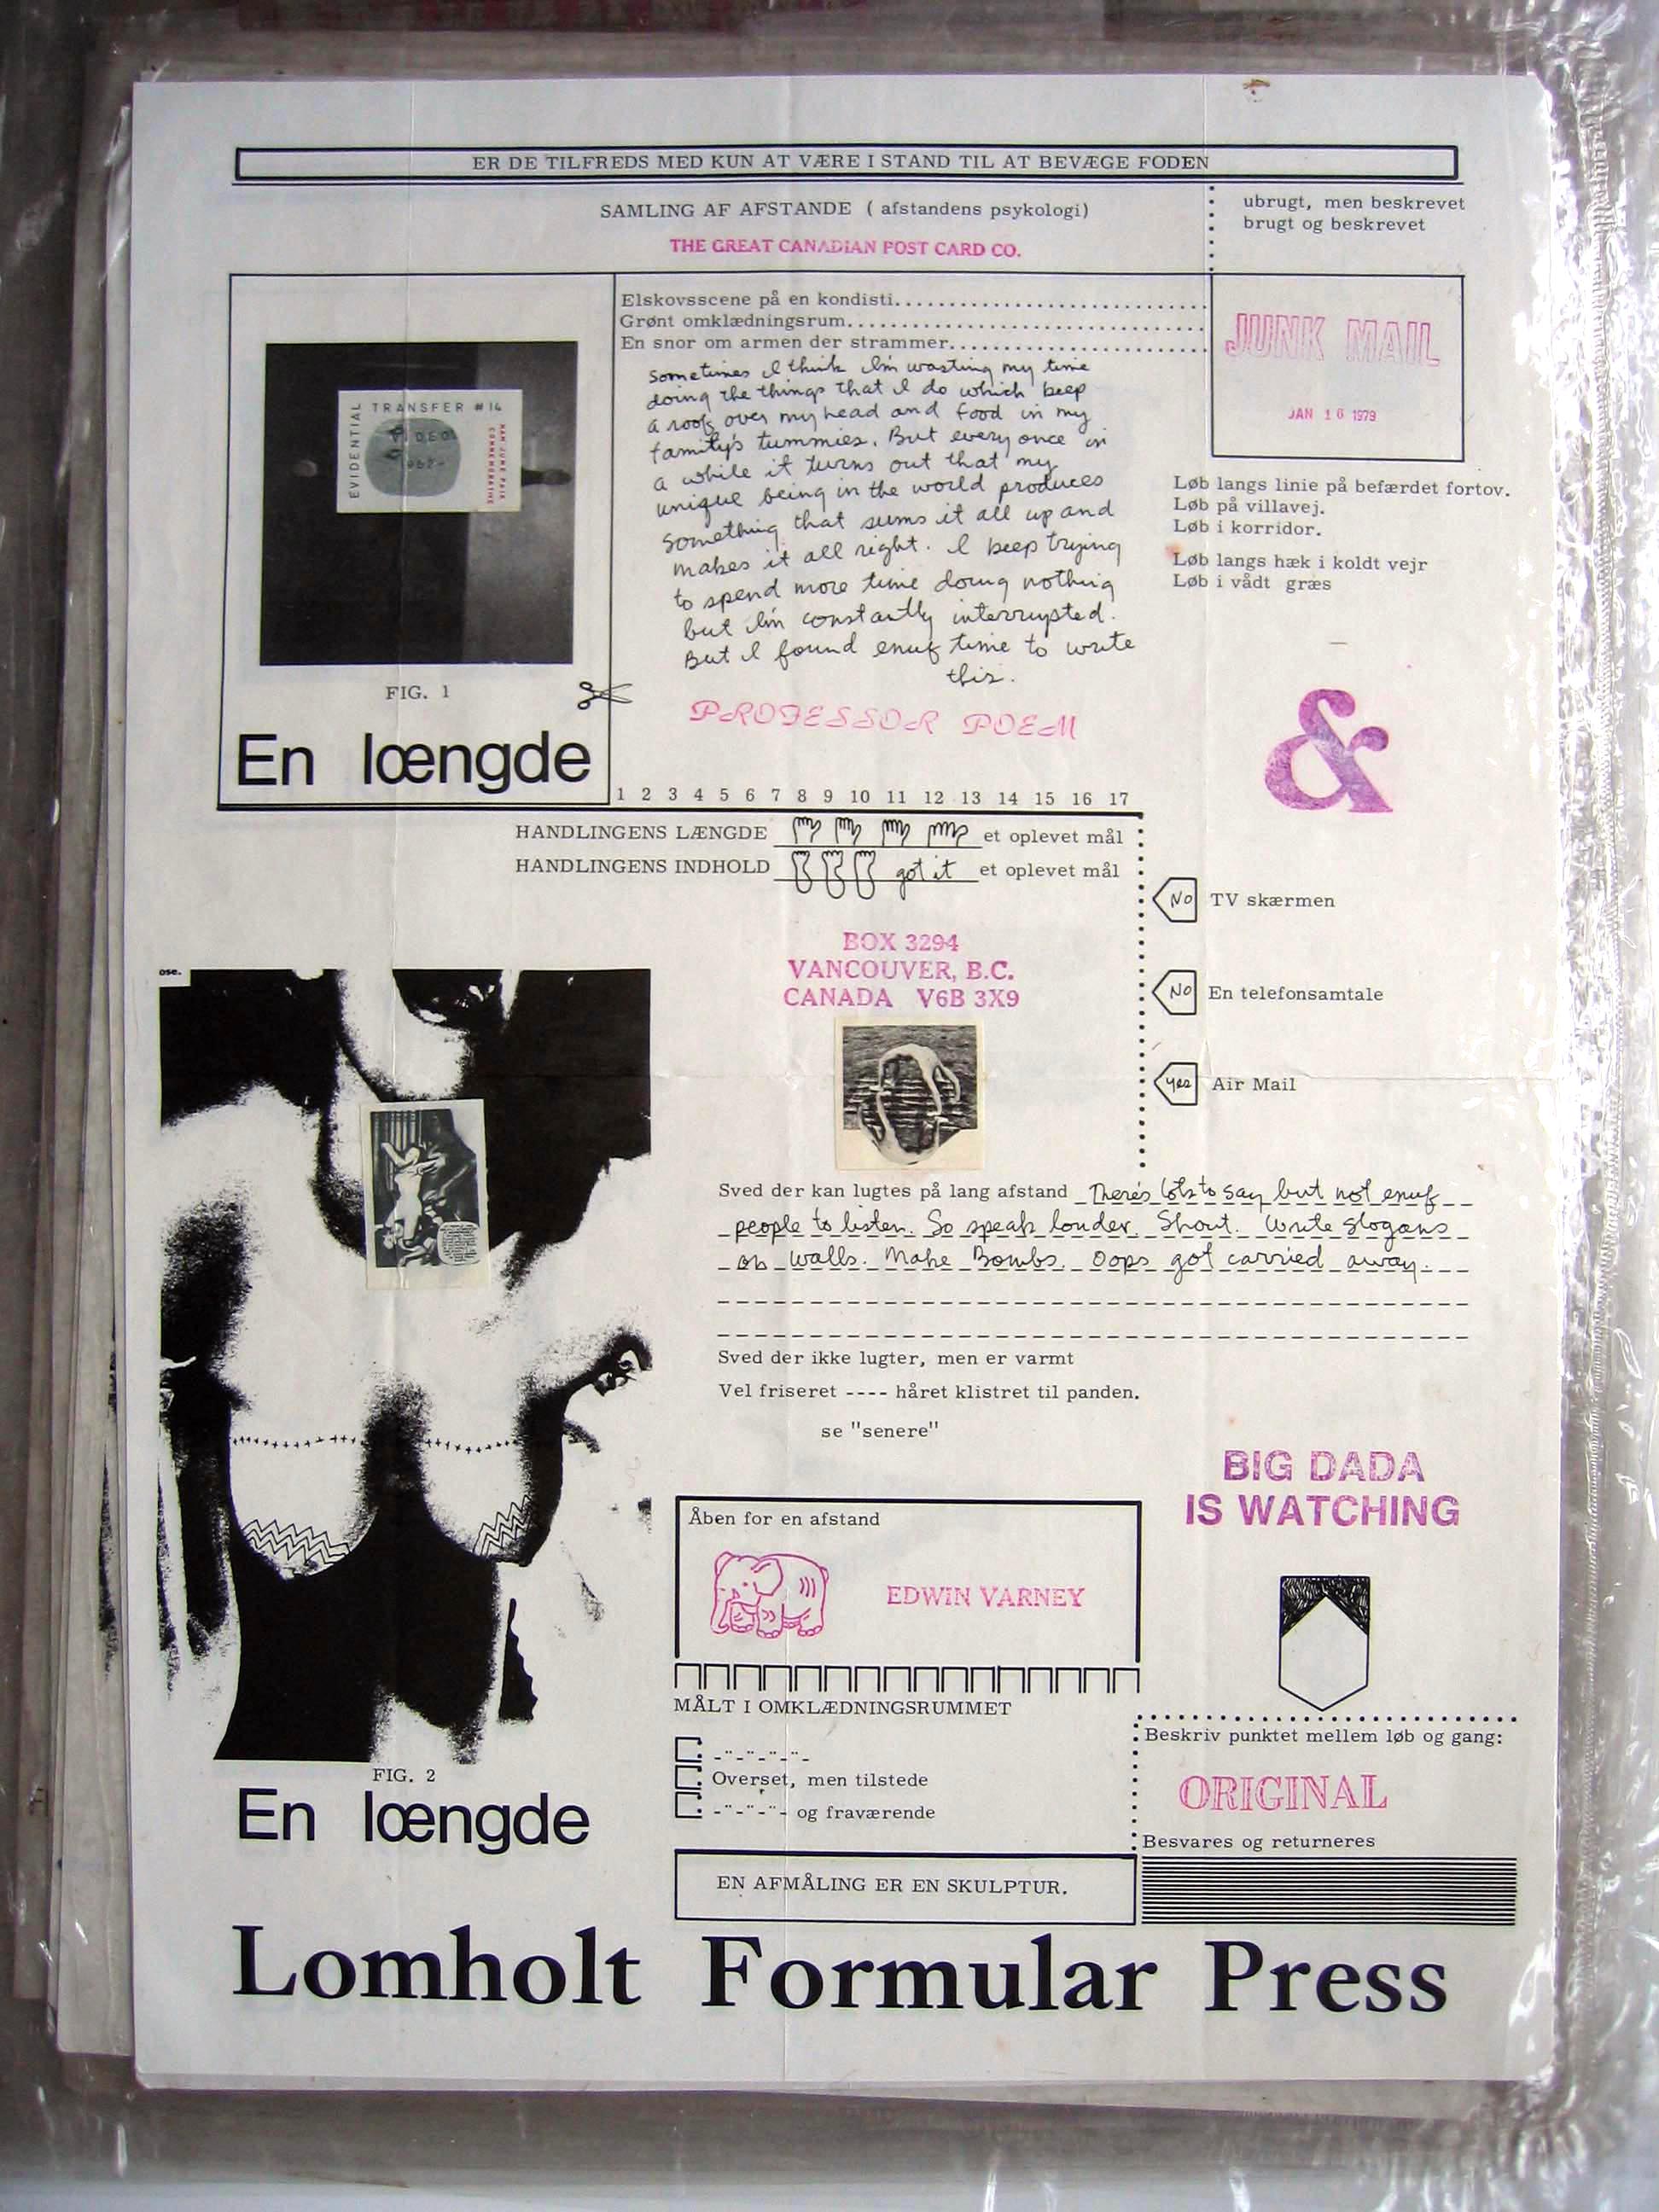 ER DE TILFREDS MED KUN AT VÆRE I STAND TIL AT BEVÆGE FODEN
SAMLING AF AFSTANDE ( afstandens psykologi)
THE GREAT CANADIAN POST CARD CO.
ubrugt, men beskrevet
brugt og beskrevet
EVIDENTIAL
TRANSFER #16
VIDEO
NAM JUNE PAIK
COMMEMORATIVE
FIG. 1
En længde
Elskovsscene på en kondisti..............................
Grønt omklædningsrum..............................
En snor om armen der strammer..............................
Sometimes I think I'm wasting my time
doing the things that I do which keep
a roof over my head and food in my
family's tummies. But every once in
a while it turns out that my
unique being in the world produces
something that sums it all up and
makes it all right. I keep trying
to spend more time doing nothing
but I'm constantly interrupted.
But I found enuf time to write
this.
PROFESSOR POEM
JUNK MAIL
JAN 16 1979
Løb langs linie på befærdet fortov.
Løb på villavej.
Løb i korridor.
Løb langs hæk i koldt vejr
Løb i vådt græs
&
1 2 3 4 5 6 7 8 9 10 11 12 13 14 15 16 17
HANDLINGENS LÆNGDE et oplevet mål
HANDLINGENS INDHOLD got it et oplevet mål
NO TV skærmen
NO En telefonsamtale
yes Air Mail
BOX 3294
VANCOUVER, B.C.
CANADA V6B 3X9
ose.
Sved der kan lugtes på lang afstand There's lots to say but not enuf
people to listen. So speak louder. Shout. Write slogans
on walls. Make Bombs. Oops got carried away.
Sved der ikke lugter, men er varmt
Vel friseret ---- håret klistret til panden.
se "senere"
BIG DADA
IS WATCHING
Åben for en afstand
EDWIN VARNEY
MÅLT I OMKLÆDNINGSRUMMET
-"-"-"-"-
Overset, men tilstede
-"-"-"- og fraværende
Beskriv punktet mellem løb og gang:
ORIGINAL
Besvares og returneres
EN AFMÅLING ER EN SKULPTUR.
FIG. 2
En længde
Lomholt Formular Press